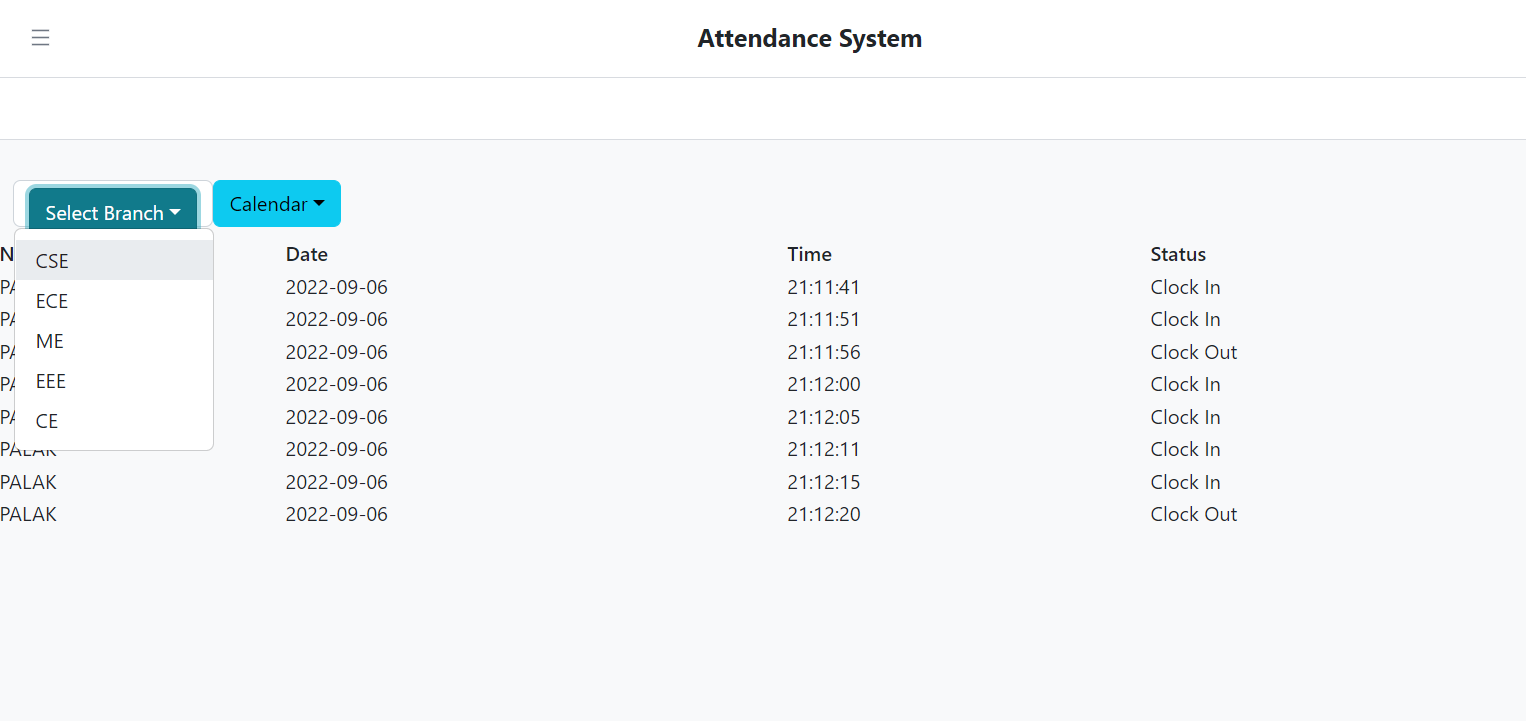 Attendance System
Select Branch
Calendar
Date Time Status
CSE
2022-09-06 21:11:41 Clock In
ECE
2022-09-06 21:11:51 Clock In
ME
2022-09-06 21:11:56 Clock Out
EEE
2022-09-06 21:12:00 Clock In
CE
2022-09-06 21:12:05 Clock In
PALAK 2022-09-06 21:12:11 Clock In
PALAK 2022-09-06 21:12:15 Clock In
PALAK 2022-09-06 21:12:20 Clock Out